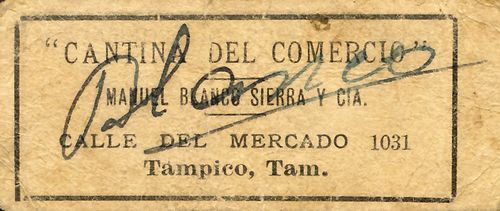 "CANTINA DEL COMERCIO"
MANUEL BLANCO SIERRA Y CIA.
CALLE DEL MERCADO 1031
Tampico, Tam.